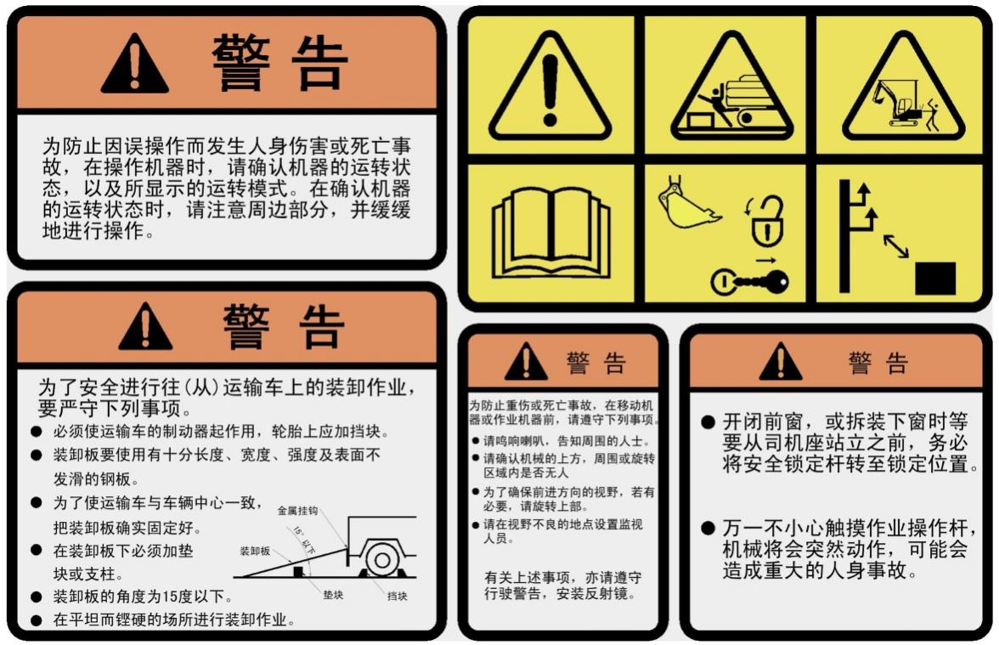 警告
为防止因误操作而发生人身伤害或死亡事
故，在操作机器时，请确认机器的运转状
态，以及所显示的运转模式。在确认机器
的运转状态时，请注意周边部分，并缓缓
地进行操作。
警告
为了安全进行往(从)运输车上的装卸作业，
要严守下列事项。
● 必须使运输车的制动器起作用，轮胎上应加挡块。
● 装卸板要使用有十分长度、宽度、强度及表面不
发滑的钢板。
● 为了使运输车与车辆中心一致，
把装卸板确实固定好。
● 在装卸板下必须加垫
块或支柱。
● 装卸板的角度为15度以下。
● 在平坦而铿硬的场所进行装卸作业。
金属挂钩
15°以下
装卸板
垫块
挡块
警告
为防止重伤或死亡事故，在移动机
器或作业机器前，请遵守下列事项。
● 请鸣响喇叭，告知周围的人士。
● 请确认机械的上方，周围或旋转
区域内是否无人
● 为了确保前进方向的视野，若有
必要，请旋转上部。
● 请在视野不良的地点设置监视
人员。
有关上述事项，亦请遵守
行驶警告，安装反射镜。
警告
● 开闭前窗，或拆装下窗时等
要从司机座站立之前，务必
将安全锁定杆转至锁定位置。
● 万一不小心触摸作业操作杆，
机械将会突然动作，可能会
造成重大的人身事故。